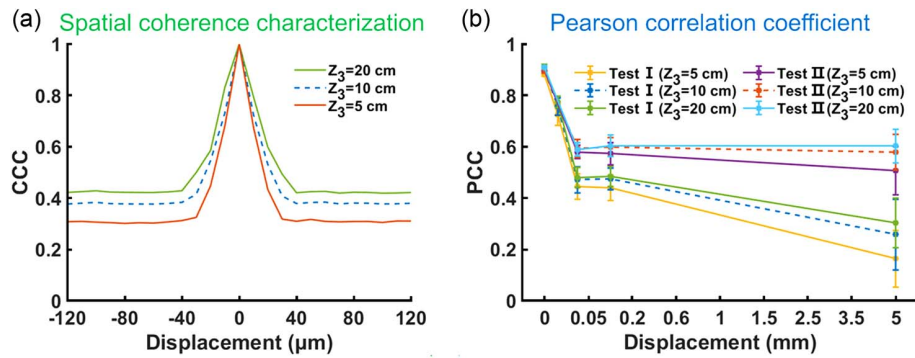 (a) Spatial coherence characterization
1
0.8
0.6
0.4
0.2
0
CCC
-120 -80 -40 0 40 80 120
Displacement (μm)
Z3=20 cm
Z3=10 cm
Z3=5 cm
(b) Pearson correlation coefficient
1
0.8
0.6
0.4
0.2
0
PCC
0 0.05 0.2 0.6 1.3 2.5 1.7 5
Displacement (mm)
Test I (Z3=5 cm)
Test I (Z3=10 cm)
Test I (Z3=20 cm)
Test II (Z3=5 cm)
Test II (Z3=10 cm)
Test II (Z3=20 cm)